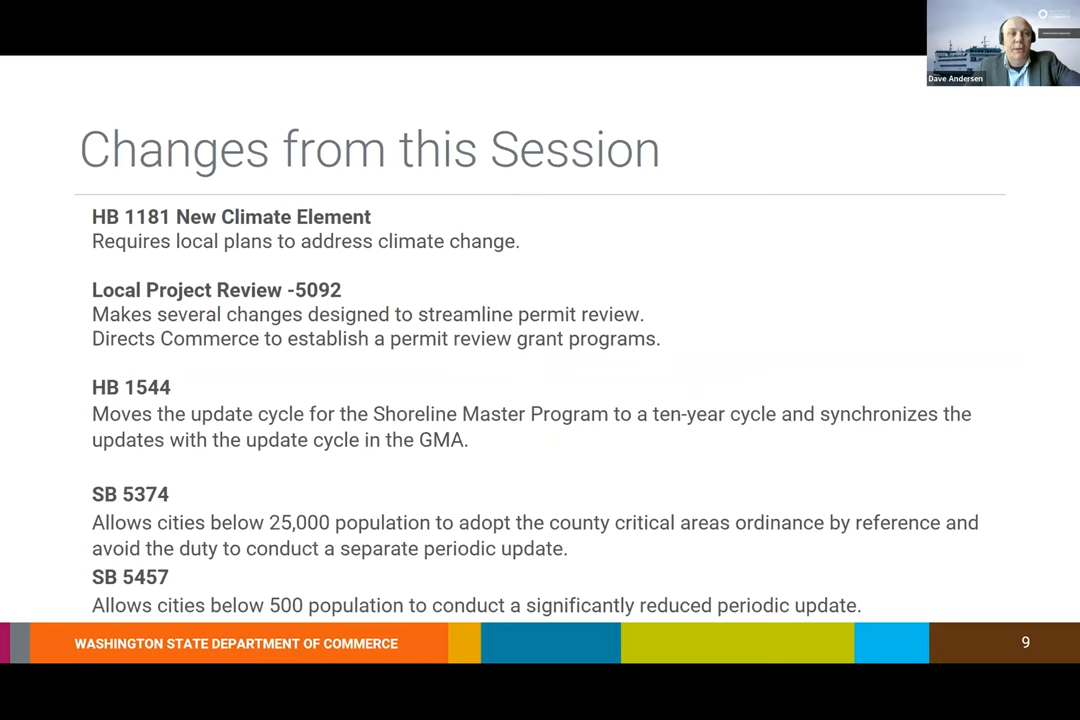 Dave Andersen
Changes from this Session
HB 1181 New Climate Element
Requires local plans to address climate change.
Local Project Review -5092
Makes several changes designed to streamline permit review.
Directs Commerce to establish a permit review grant programs.
HB 1544
Moves the update cycle for the Shoreline Master Program to a ten-year cycle and synchronizes the
updates with the update cycle in the GMA.
SB 5374
Allows cities below 25,000 population to adopt the county critical areas ordinance by reference and
avoid the duty to conduct a separate periodic update.
SB 5457
Allows cities below 500 population to conduct a significantly reduced periodic update.
WASHINGTON STATE DEPARTMENT OF COMMERCE
9